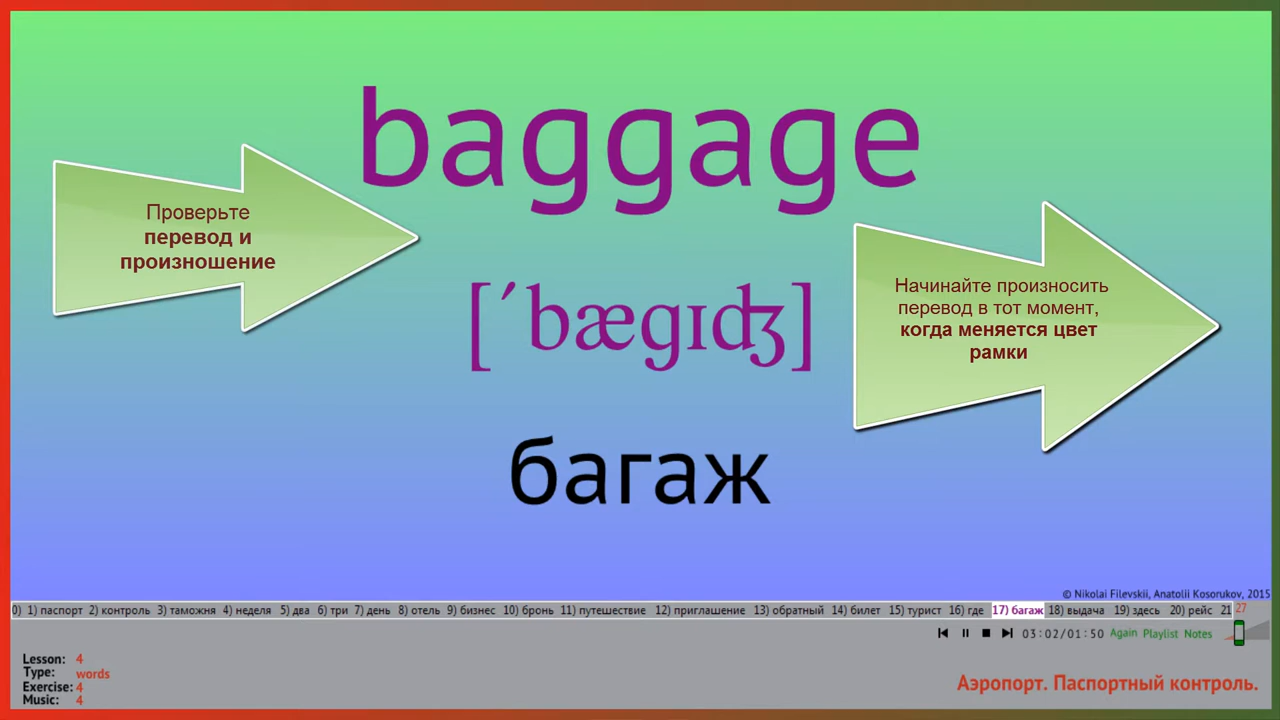 baggage
Проверьте
перевод и
произношение
[ˊbægɪʤ]
Начинайте произносить
перевод в тот момент,
когда меняется цвет
рамки
багаж
© Nikolai Filevskii, Anatolii Kosorukov, 2015
0) 1) паспорт 2) контроль 3) таможня 4) неделя 5) два 6) три 7) день 8) отель 9) бизнес 10) бронь 11) путешествие 12) приглашение 13) обратный 14) билет 15) турист 16) где 17) багаж 18) выдача 19) здесь 20) рейс 21 27
03:02/01:50 Again Playlist Notes
Lesson: 4
Type: words
Exercise: 4
Music: 4
Аэропорт. Паспортный контроль.